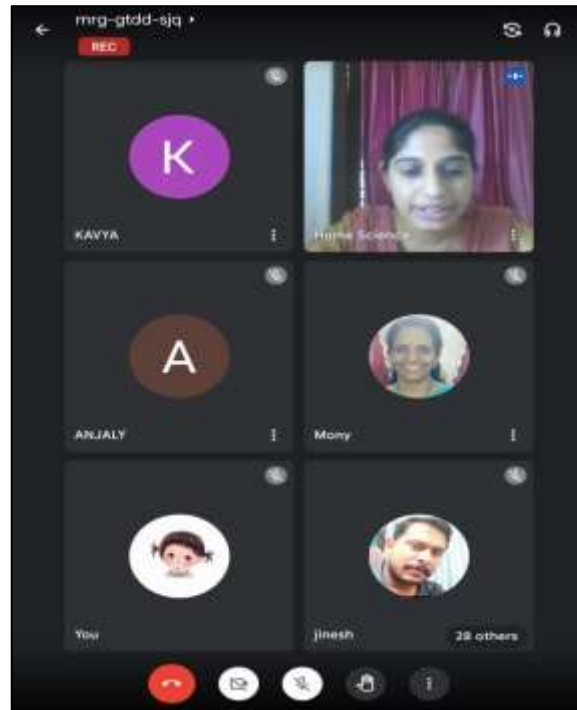 mrg-gtdd-sjq
REC
K
KAVYA
Home Science
A
ANJALY
Mony
You
jinesh
28 others